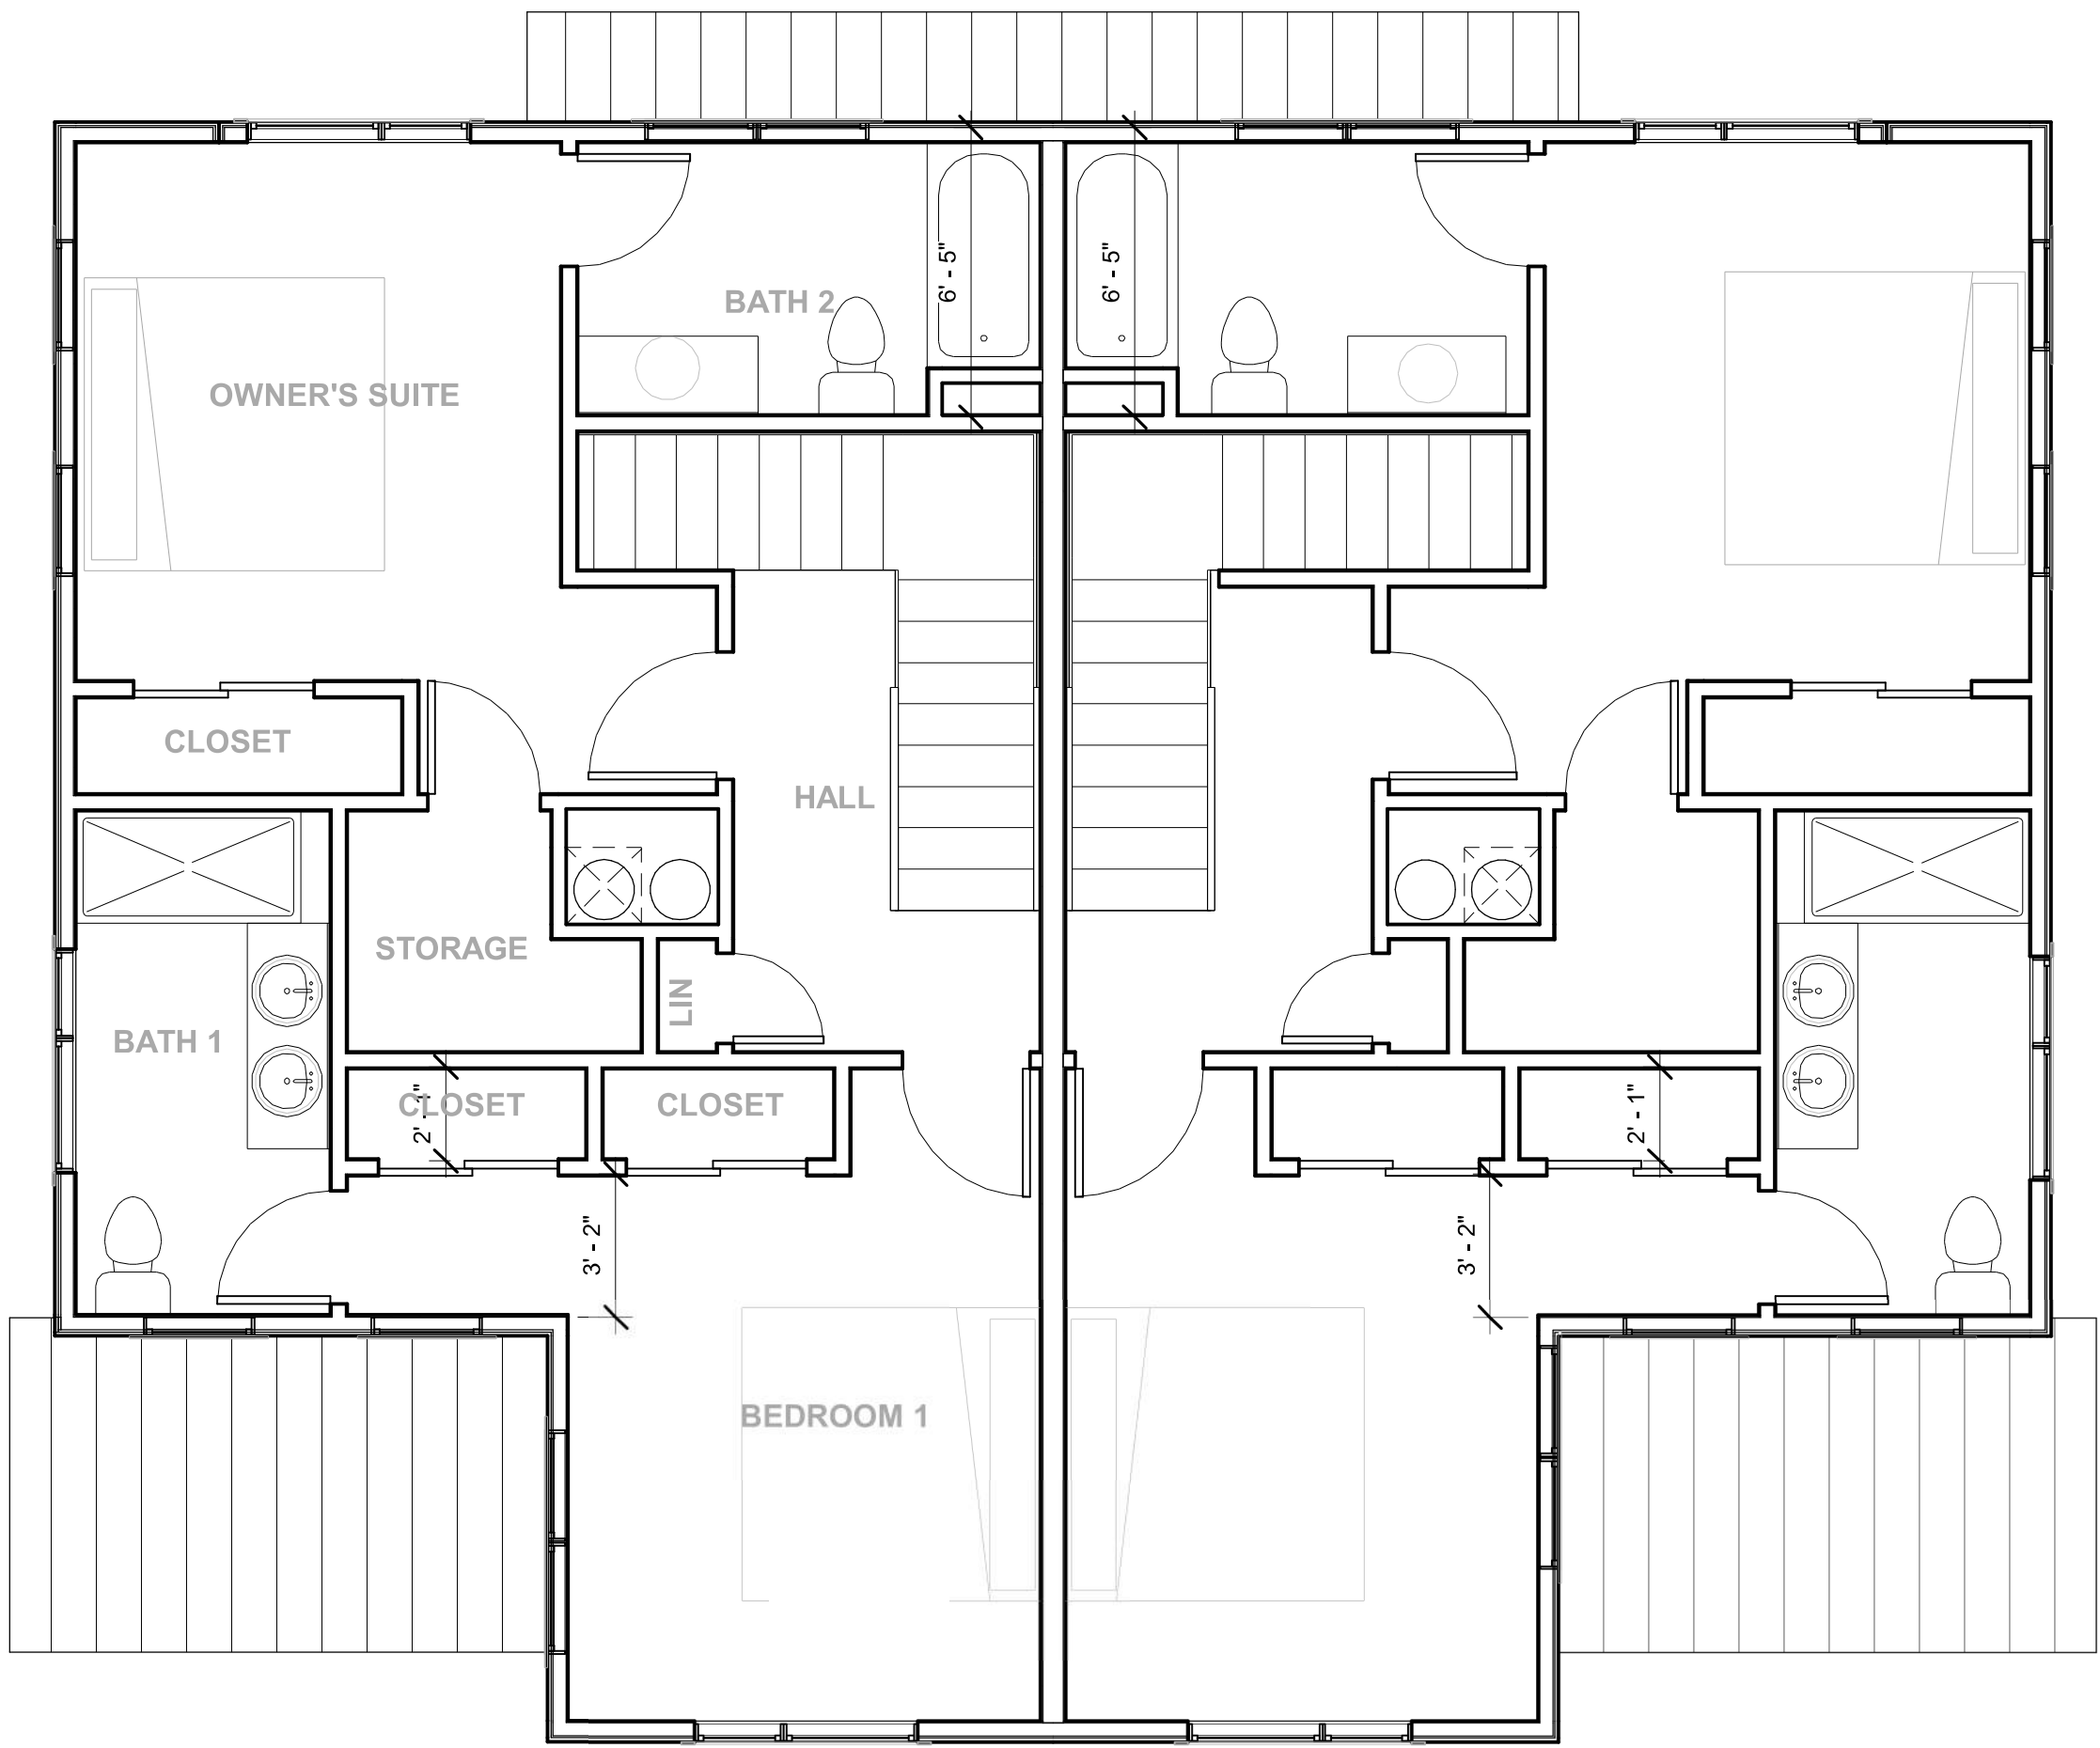 6' - 5"
6' - 5"
BATH 2
OWNER'S SUITE
CLOSET
HALL
STORAGE
LIN
BATH 1
CLOSET
CLOSET
2' - 1"
2' - 1"
3' - 2"
3' - 2"
BEDROOM 1